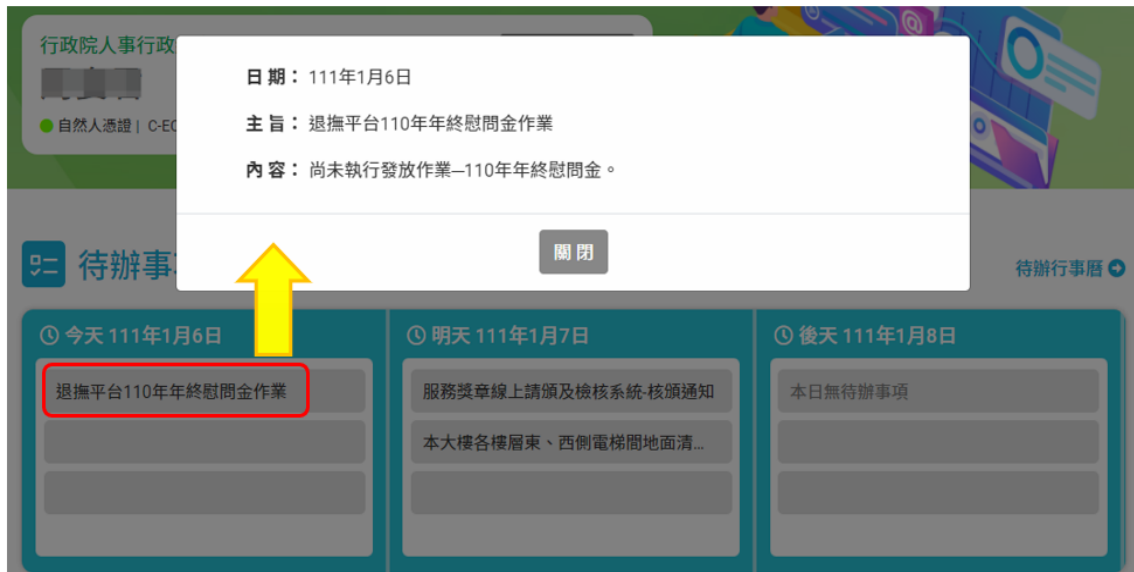 行政院人事行政
自然人憑證 | C-EC
日期：111年1月6日
主旨：退撫平台110年年終慰問金作業
內容：尚未執行發放作業—110年年終慰問金。
關閉
待辦事
待辦行事曆
今天 111年1月6日
退撫平台110年年終慰問金作業
明天 111年1月7日
服務獎章線上請頒及檢核系統-核頒通知
本大樓各樓層東、西側電梯間地面清...
後天 111年1月8日
本日無待辦事項